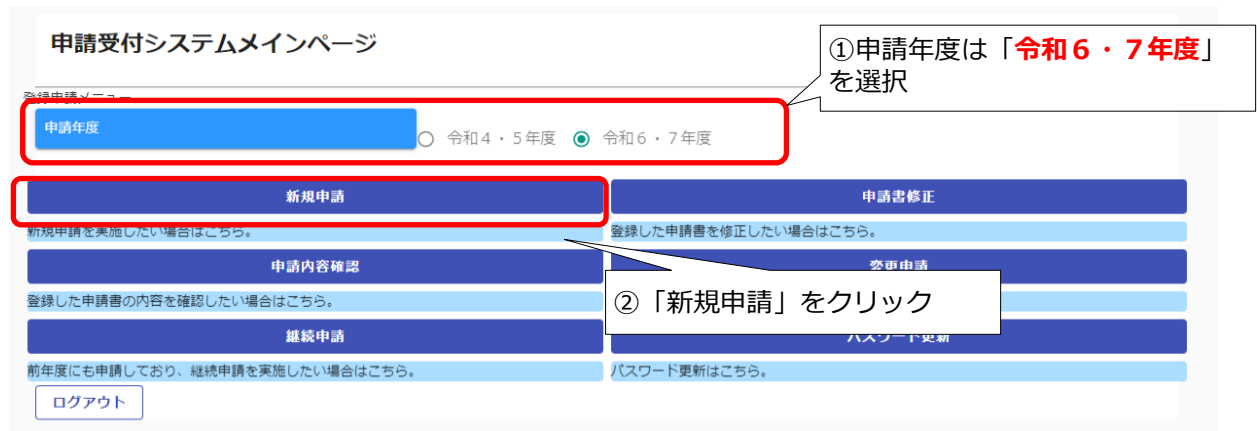 申請受付システムメインページ
①申請年度は「令和６・７年度」
を選択
登録申請メニュー
申請年度
令和４・５年度 令和６・７年度
新規申請 申請書修正
新規申請を実施したい場合はこちら。 登録した申請書を修正したい場合はこちら。
申請内容確認 変更申請
②「新規申請」をクリック
登録した申請書の内容を確認したい場合はこちら。
継続申請 パスワード更新
前年度にも申請しており、継続申請を実施したい場合はこちら。 パスワード更新はこちら。
ログアウト